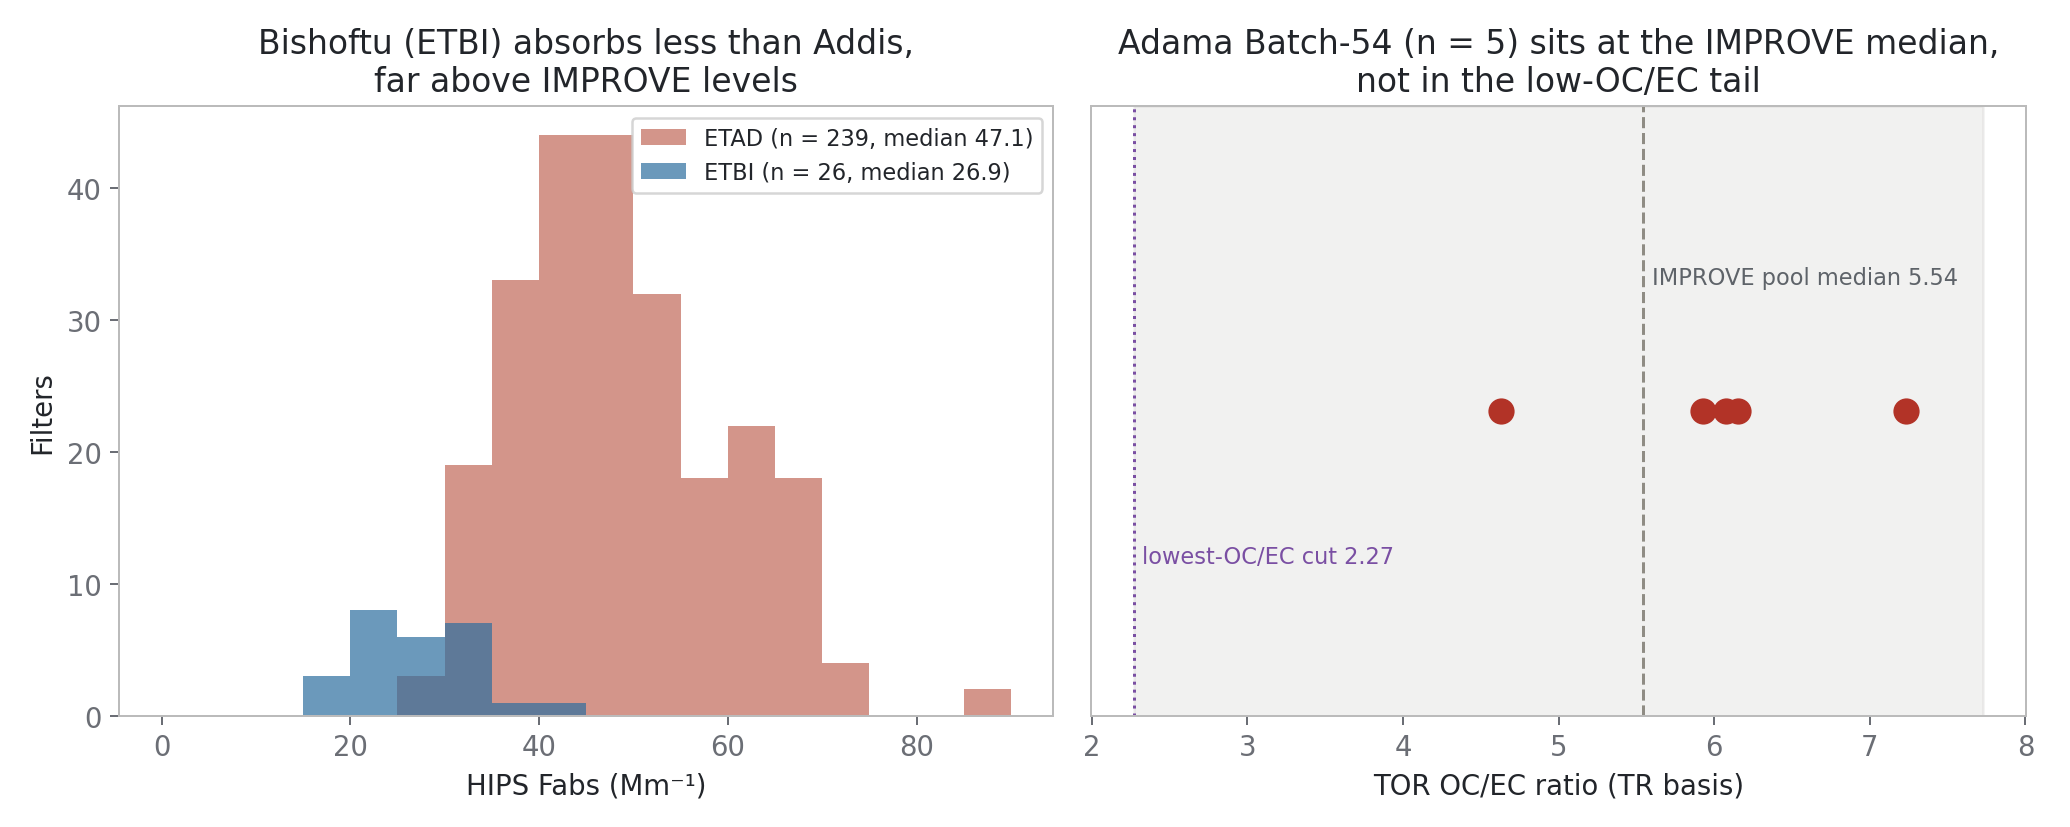 Bishoftu (ETBI) absorbs less than Addis,
far above IMPROVE levels
ETAD (n = 239, median 47.1)
ETBI (n = 26, median 26.9)
Filters
40
30
20
10
0
0 20 40 60 80
HIPS Fabs (Mm⁻¹)
Adama Batch-54 (n = 5) sits at the IMPROVE median,
not in the low-OC/EC tail
IMPROVE pool median 5.54
lowest-OC/EC cut 2.27
2 3 4 5 6 7 8
TOR OC/EC ratio (TR basis)